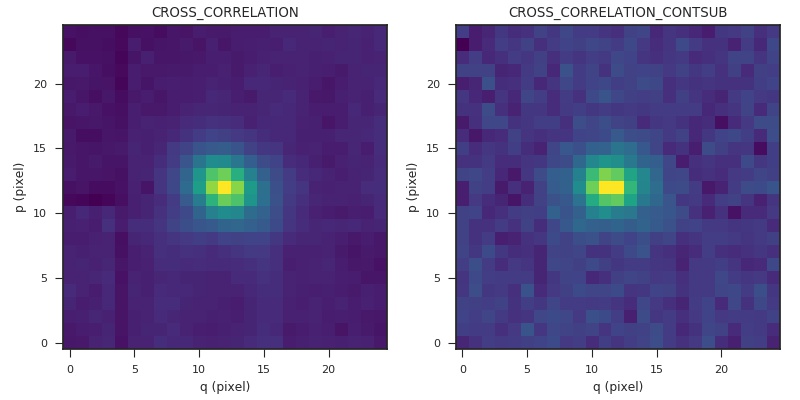 CROSS_CORRELATION
p (pixel)
20
15
10
5
0
0 5 10 15 20
q (pixel)
CROSS_CORRELATION_CONTSUB
p (pixel)
20
15
10
5
0
0 5 10 15 20
q (pixel)